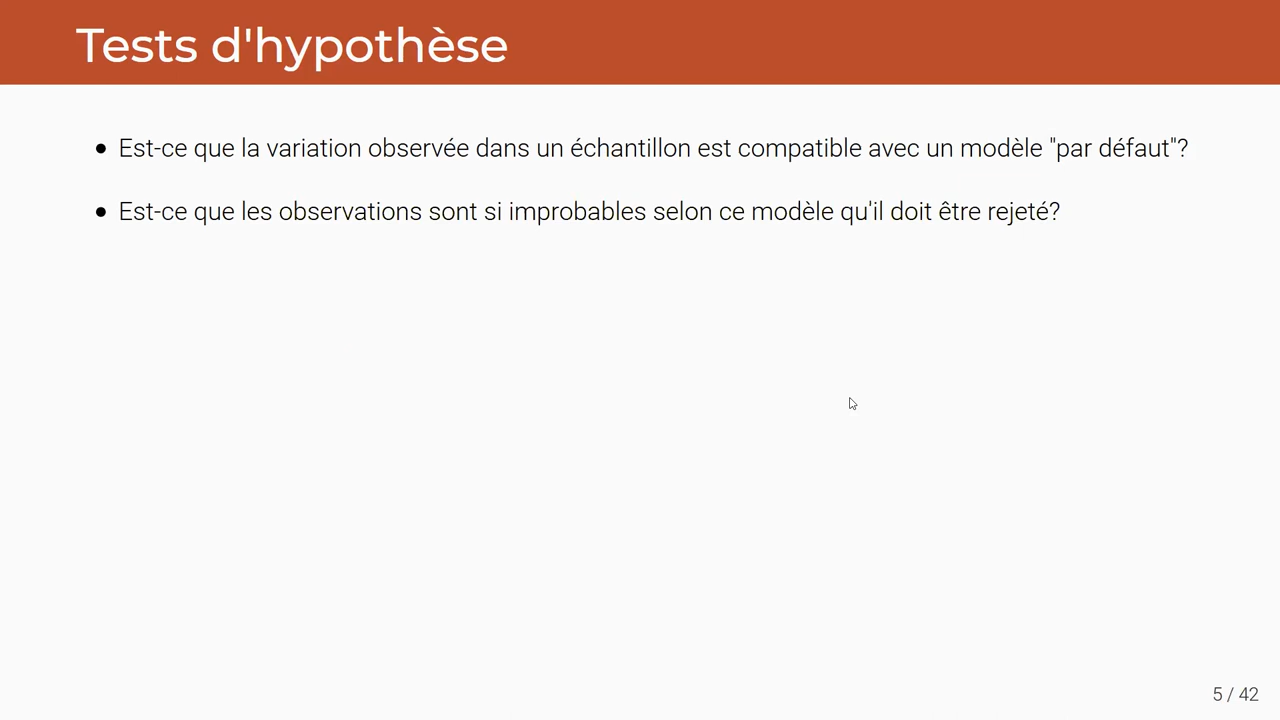 Tests d'hypothèse
• Est-ce que la variation observée dans un échantillon est compatible avec un modèle "par défaut"?
• Est-ce que les observations sont si improbables selon ce modèle qu'il doit être rejeté?
5 / 42